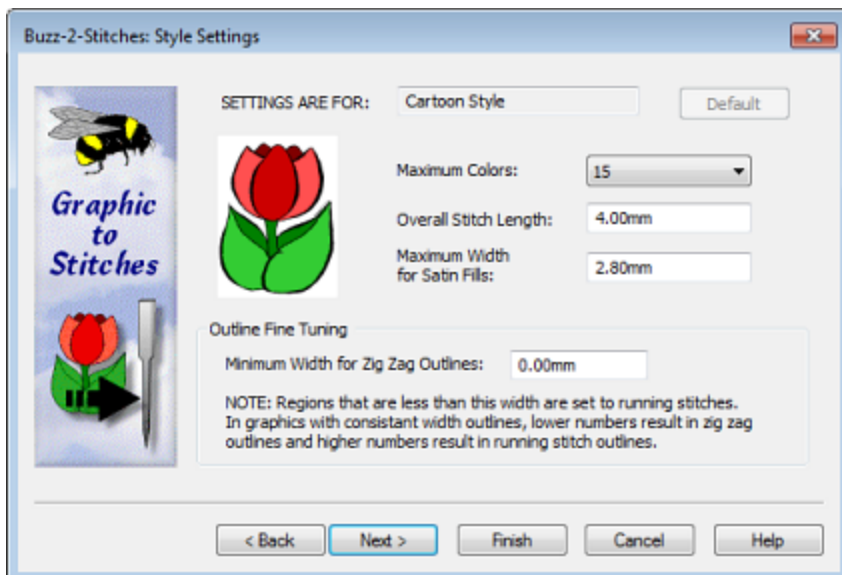 Buzz-2-Stitches: Style Settings
SETTINGS ARE FOR:
Cartoon Style
Default
Graphic
to
Stitches
Maximum Colors:
15
Overall Stitch Length:
4.00mm
Maximum Width
for Satin Fills:
2.80mm
Outline Fine Tuning
Minimum Width for Zig Zag Outlines:
0.00mm
NOTE: Regions that are less than this width are set to running stitches.
In graphics with consistant width outlines, lower numbers result in zig zag
outlines and higher numbers result in running stitch outlines.
< Back
Next >
Finish
Cancel
Help